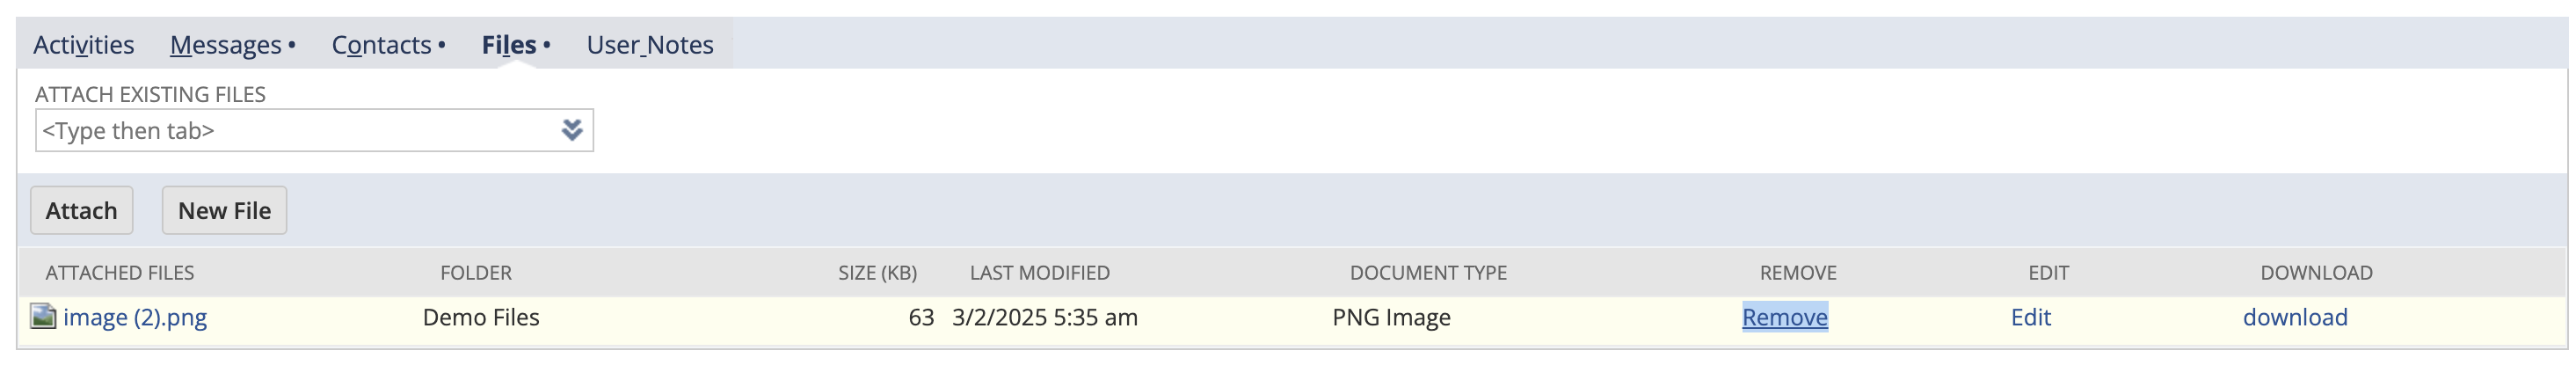 Activities Messages • Contacts • Files • User Notes
ATTACH EXISTING FILES
<Type then tab>
Attach New File
ATTACHED FILES FOLDER SIZE (KB) LAST MODIFIED DOCUMENT TYPE REMOVE EDIT DOWNLOAD
image (2).png Demo Files 63 3/2/2025 5:35 am PNG Image Remove Edit download